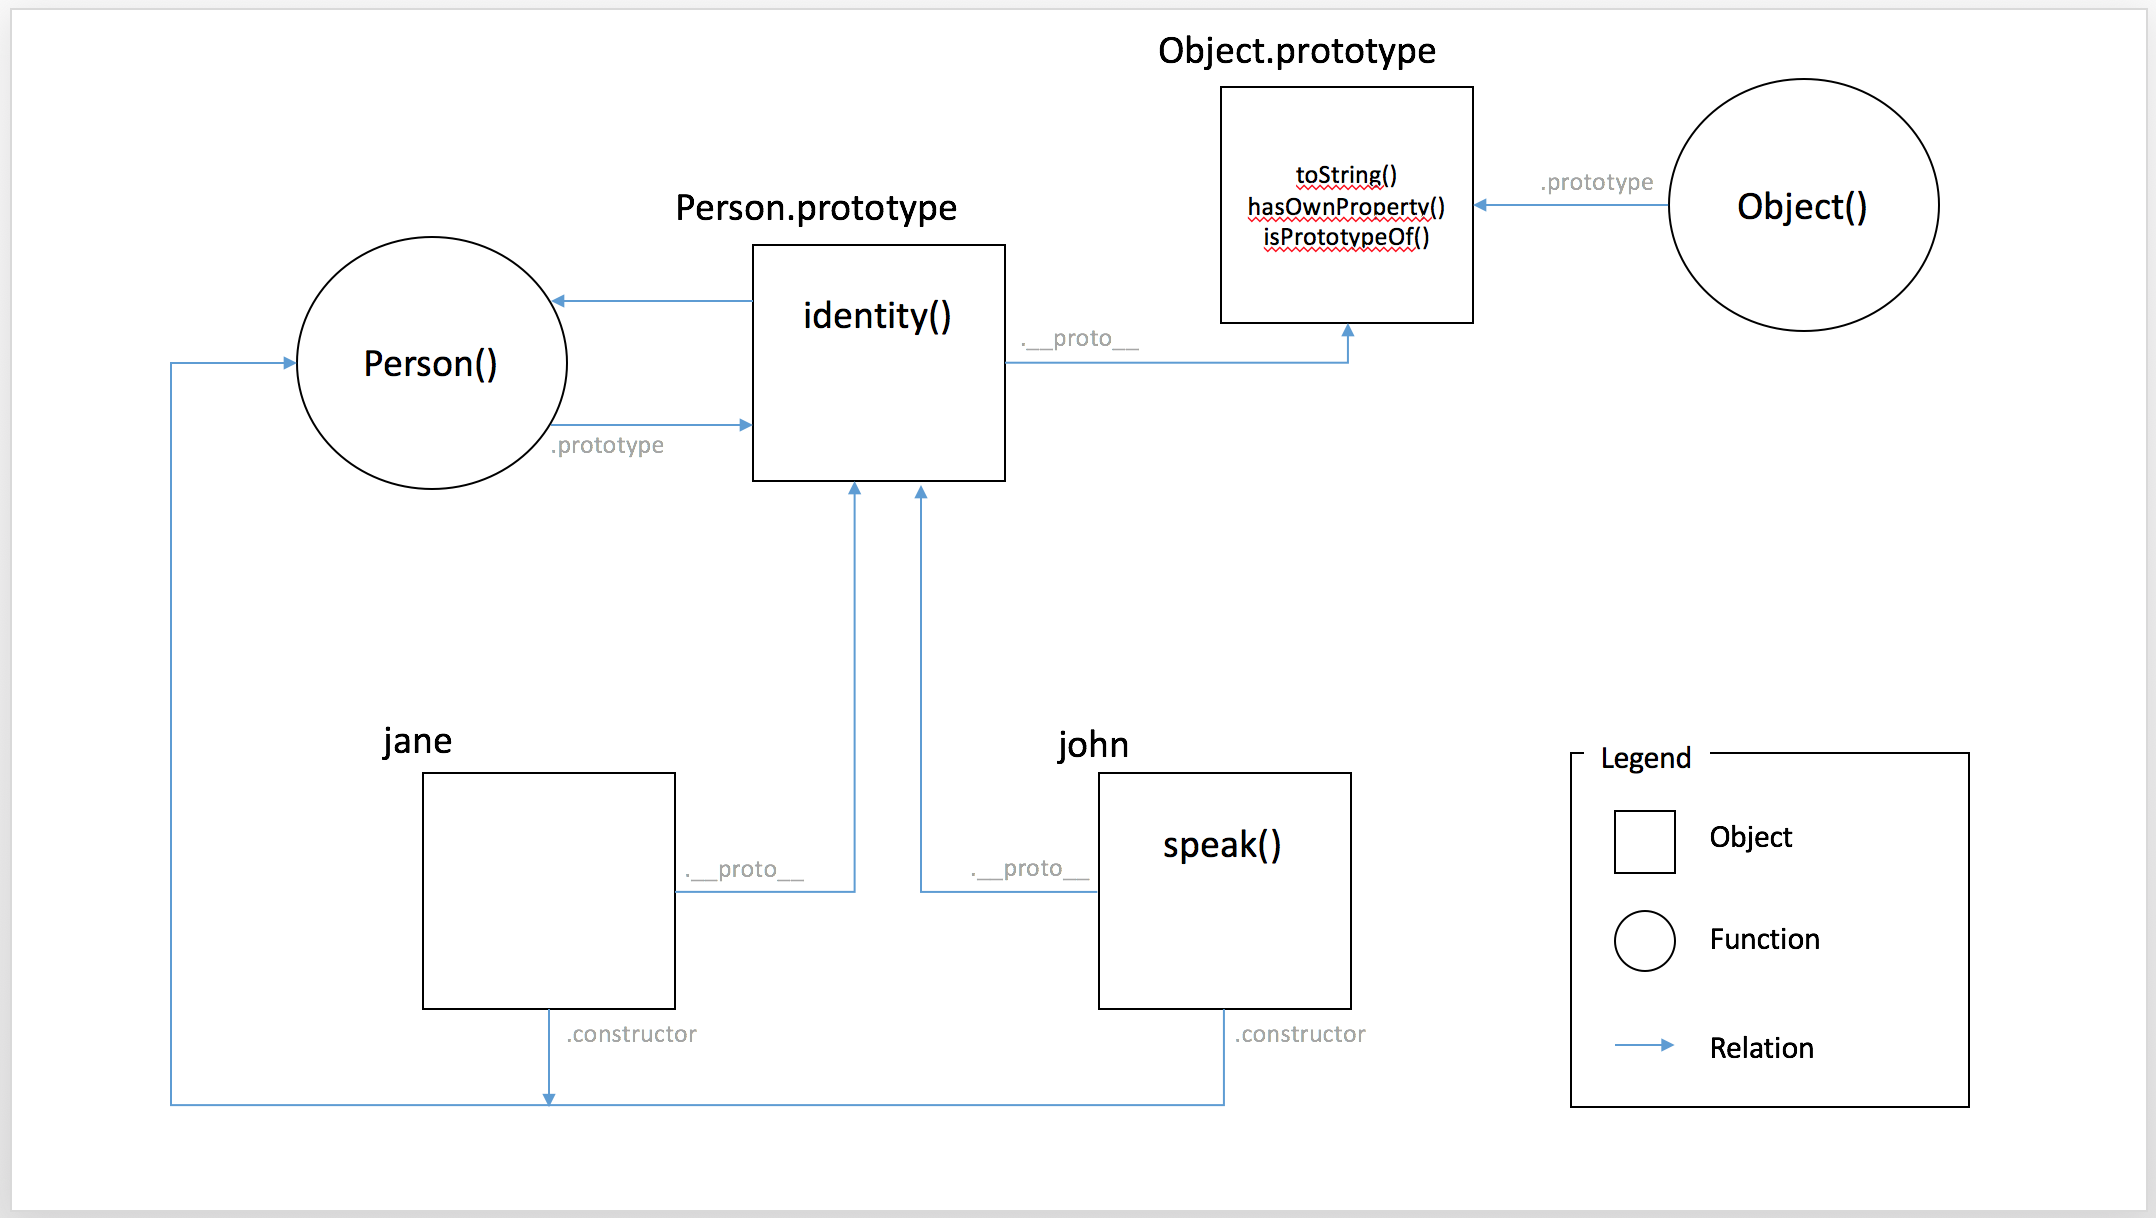 Object.prototype
toString()
hasOwnProperty()
isPrototypeOf()
.prototype
Object()
Person.prototype
identity()
.__proto__
Person()
.prototype
jane
.__proto__
.constructor
john
speak()
.__proto__
.constructor
Legend
Object
Function
Relation